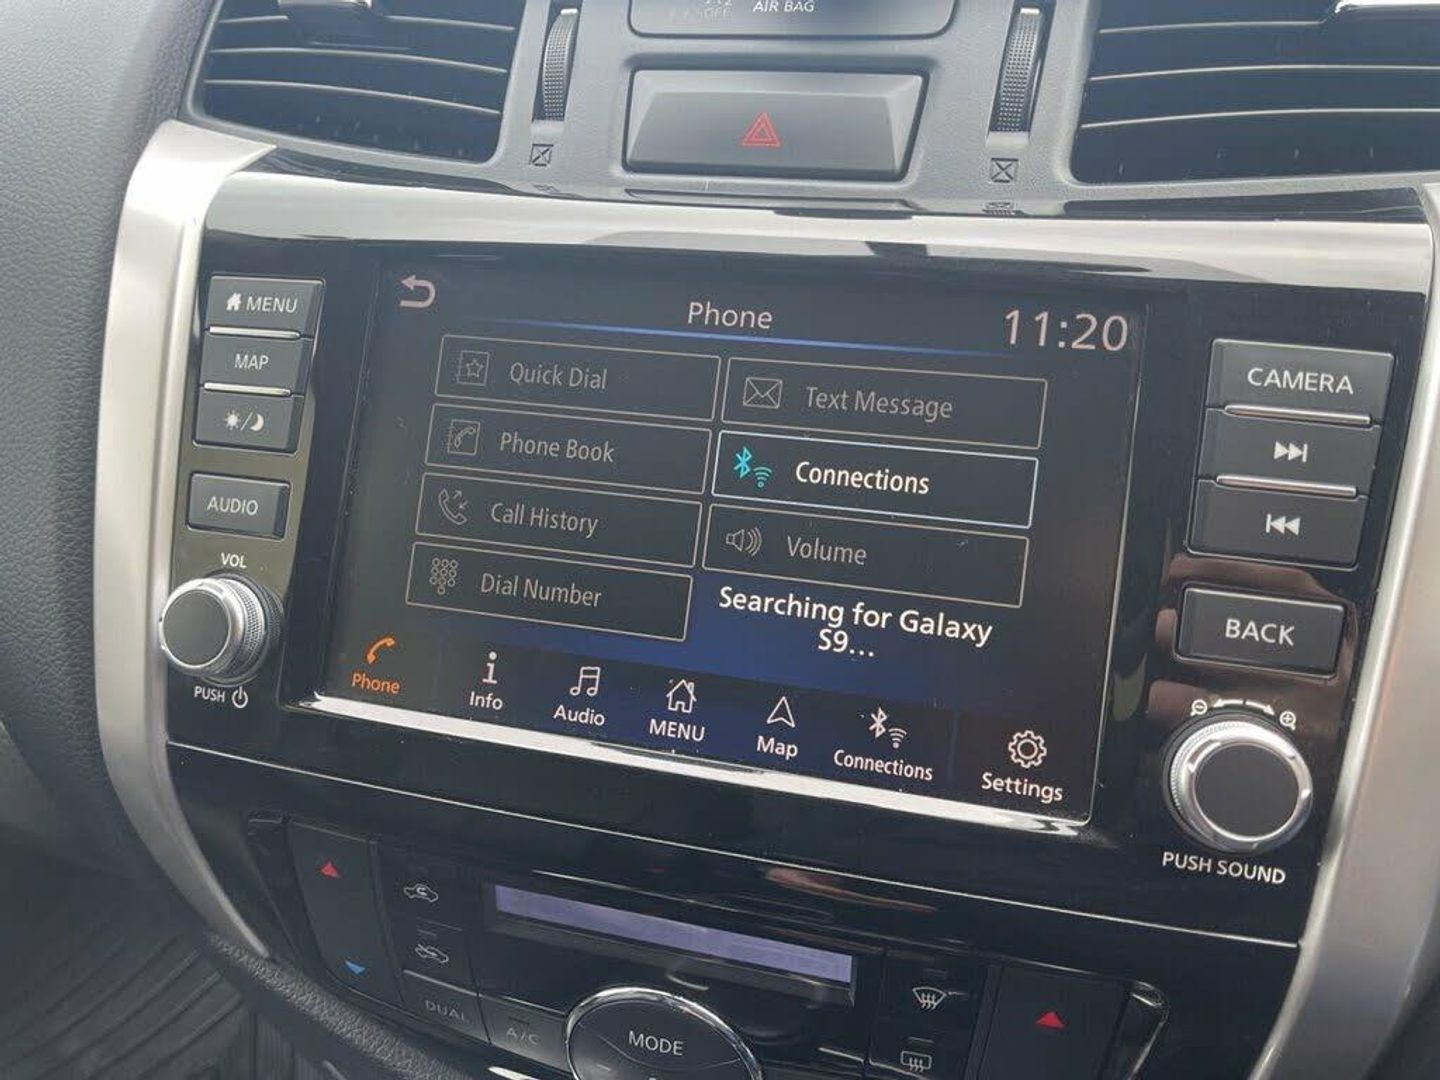 OFF
AIR BAG
MENU
MAP
AUDIO
VOL
PUSH
Phone
11:20
Quick Dial
Text Message
Phone Book
Connections
Call History
Volume
Dial Number
Searching for Galaxy
S9...
Phone
Info
Audio
MENU
Map
Connections
Settings
CAMERA
BACK
PUSH SOUND
DUAL
A/C
MODE